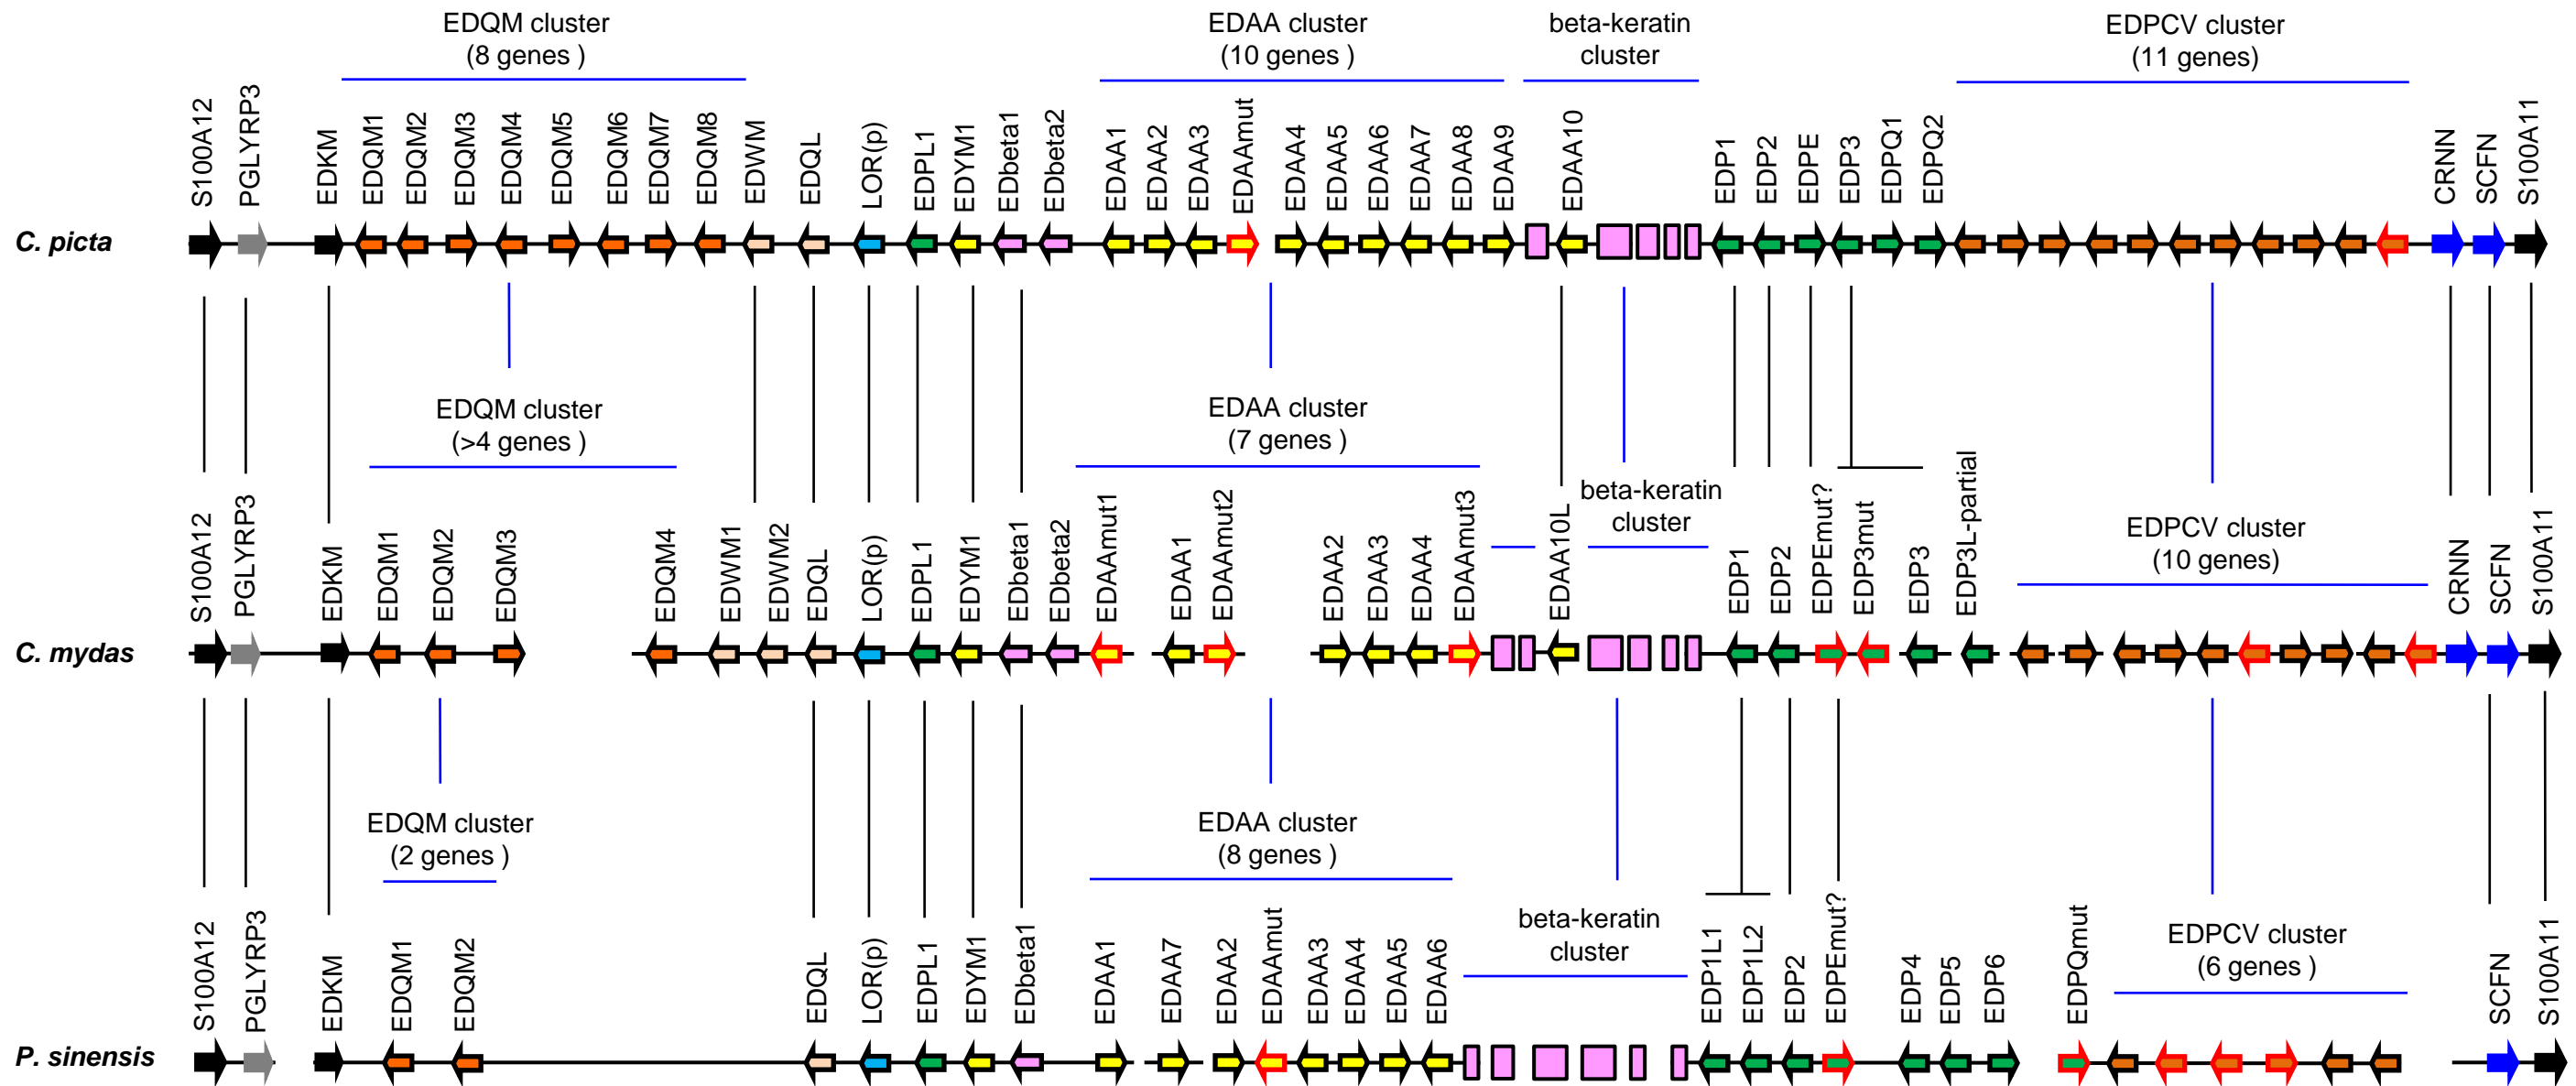 EDQM cluster
(8 genes )
EDAA cluster
(10 genes )
beta-keratin
cluster
EDPCV cluster
(11 genes)
S100A12
PGLYRP3
EDKM
EDQM1
EDQM2
EDQM3
EDQM4
EDQM5
EDQM6
EDQM7
EDQM8
EDWM
EDQL
LOR(p)
EDPL1
EDYM1
EDbeta1
EDbeta2
EDAA1
EDAA2
EDAA3
EDAAmut
EDAA4
EDAA5
EDAA6
EDAA7
EDAA8
EDAA9
EDAA10
EDP1
EDP2
EDPE
EDP3
EDPQ1
EDPQ2
CRNN
SCFN
S100A11
C. picta
EDQM cluster
(>4 genes )
EDAA cluster
(7 genes )
beta-keratin
cluster
EDPCV cluster
(10 genes)
S100A12
PGLYRP3
EDKM
EDQM1
EDQM2
EDQM3
EDQM4
EDWM1
EDWM2
EDQL
LOR(p)
EDPL1
EDYM1
EDbeta1
EDbeta2
EDAAmut1
EDAA1
EDAAmut2
EDAA2
EDAA3
EDAA4
EDAAmut3
EDAA10L
EDP1
EDP2
EDPEmut?
EDP3mut
EDP3
EDP3L-partial
CRNN
SCFN
S100A11
C. mydas
EDQM cluster
(2 genes )
EDAA cluster
(8 genes )
beta-keratin
cluster
EDPCV cluster
(6 genes )
S100A12
PGLYRP3
EDKM
EDQM1
EDQM2
EDQL
LOR(p)
EDPL1
EDYM1
EDbeta1
EDAA1
EDAA7
EDAA2
EDAAmut
EDAA3
EDAA4
EDAA5
EDAA6
EDP1L1
EDP1L2
EDP2
EDPEmut?
EDP4
EDP5
EDP6
EDPQmut
SCFN
S100A11
P. sinensis